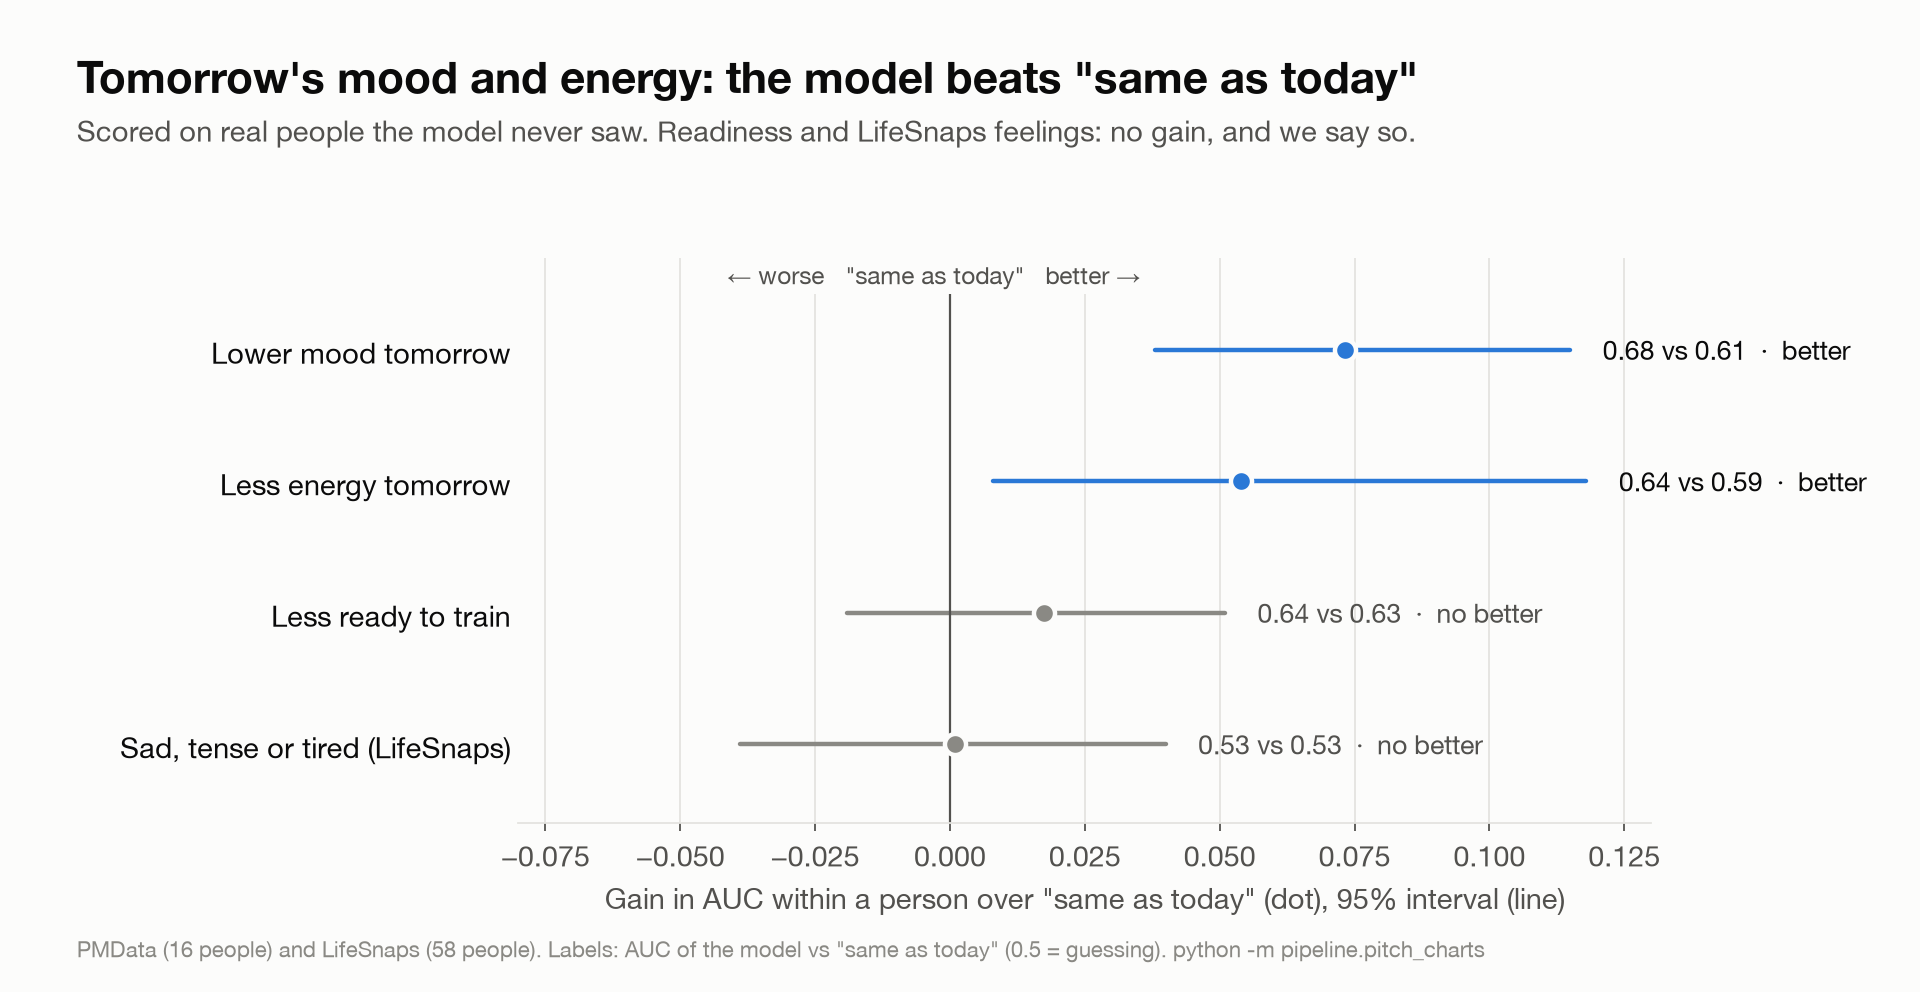 Tomorrow's mood and energy: the model beats "same as today"
Scored on real people the model never saw. Readiness and LifeSnaps feelings: no gain, and we say so.
← worse "same as today" better →
Lower mood tomorrow 0.68 vs 0.61 · better
Less energy tomorrow 0.64 vs 0.59 · better
Less ready to train 0.64 vs 0.63 · no better
Sad, tense or tired (LifeSnaps) 0.53 vs 0.53 · no better
−0.075 −0.050 −0.025 0.000 0.025 0.050 0.075 0.100 0.125
Gain in AUC within a person over "same as today" (dot), 95% interval (line)
PMData (16 people) and LifeSnaps (58 people). Labels: AUC of the model vs "same as today" (0.5 = guessing). python -m pipeline.pitch_charts